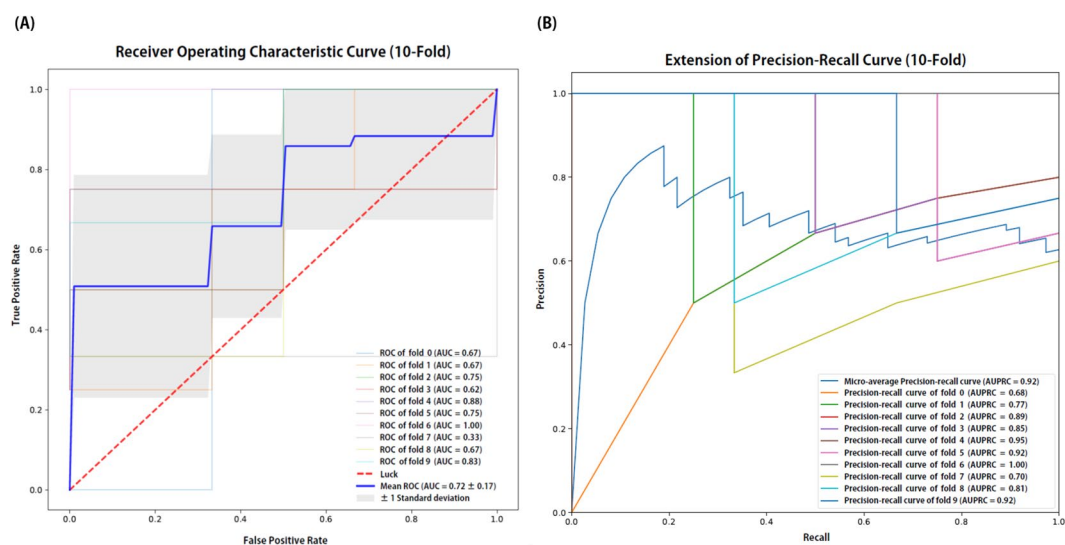 (A)
Receiver Operating Characteristic Curve (10-Fold)
1.0
0.8
0.6
0.4
0.2
0.0
True Positive Rate
0.0 0.2 0.4 0.6 0.8 1.0
False Positive Rate
ROC of fold 0 (AUC = 0.67)
ROC of fold 1 (AUC = 0.67)
ROC of fold 2 (AUC = 0.75)
ROC of fold 3 (AUC = 0.62)
ROC of fold 4 (AUC = 0.88)
ROC of fold 5 (AUC = 0.75)
ROC of fold 6 (AUC = 1.00)
ROC of fold 7 (AUC = 0.33)
ROC of fold 8 (AUC = 0.67)
ROC of fold 9 (AUC = 0.83)
Luck
Mean ROC (AUC = 0.72 ± 0.17)
± 1 Standard deviation
(B)
Extension of Precision-Recall Curve (10-Fold)
1.0
0.8
0.6
0.4
0.2
0.0
Precision
0.0 0.2 0.4 0.6 0.8 1.0
Recall
Micro-average Precision-recall curve (AUPRC = 0.92)
Precision-recall curve of fold 0 (AUPRC = 0.68)
Precision-recall curve of fold 1 (AUPRC = 0.77)
Precision-recall curve of fold 2 (AUPRC = 0.89)
Precision-recall curve of fold 3 (AUPRC = 0.85)
Precision-recall curve of fold 4 (AUPRC = 0.95)
Precision-recall curve of fold 5 (AUPRC = 0.92)
Precision-recall curve of fold 6 (AUPRC = 1.00)
Precision-recall curve of fold 7 (AUPRC = 0.70)
Precision-recall curve of fold 8 (AUPRC = 0.81)
Precision-recall curve of fold 9 (AUPRC = 0.92)